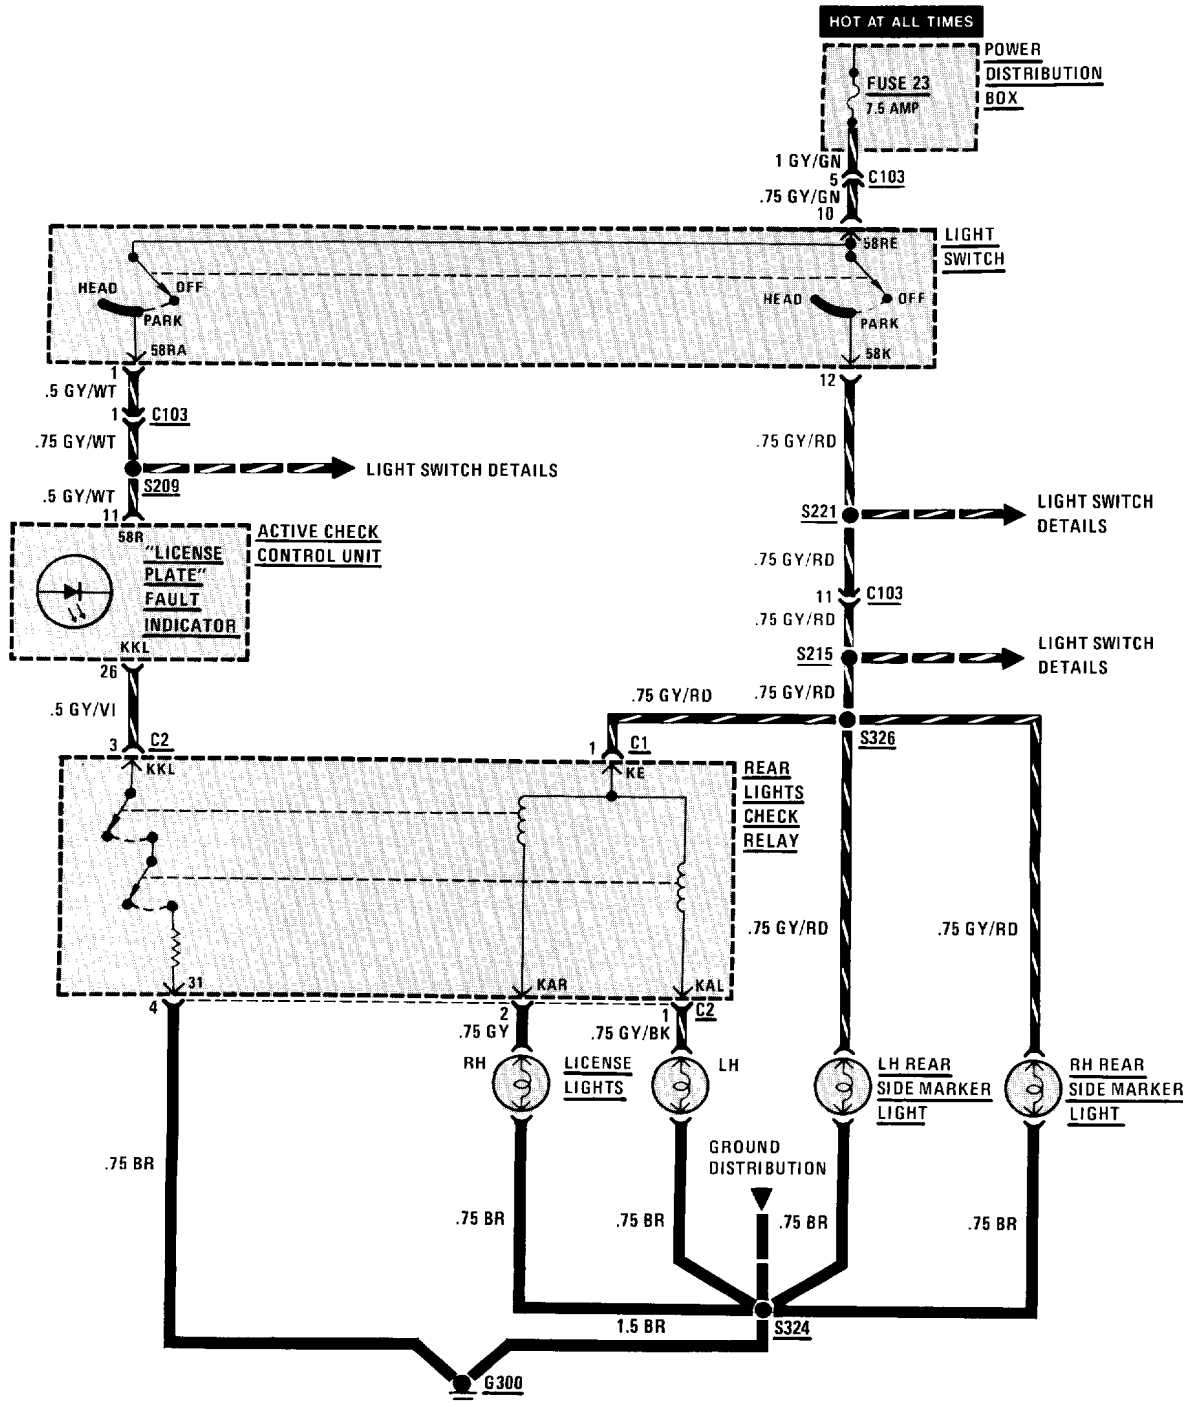 HOT AT ALL TIMES
POWER
DISTRIBUTION
BOX
FUSE 23
7.5 AMP
1 GY/GN
5
C103
.75 GY/GN
10
58RE
LIGHT
SWITCH
HEAD
OFF
PARK
58RA
HEAD
OFF
PARK
58K
1
.5 GY/WT
1
C103
.75 GY/WT
S209
LIGHT SWITCH DETAILS
.5 GY/WT
11
12
.75 GY/RD
S221
LIGHT SWITCH
DETAILS
.75 GY/RD
11
C103
.75 GY/RD
S215
LIGHT SWITCH
DETAILS
.75 GY/RD
58R
"LICENSE
PLATE"
FAULT
INDICATOR
KKL
ACTIVE CHECK
CONTROL UNIT
26
.5 GY/VI
3
C2
.75 GY/RD
1
C1
S326
KKL
KE
REAR
LIGHTS
CHECK
RELAY
31
KAR
KAL
.75 GY/RD
.75 GY/RD
4
2
1
C2
.75 GY
.75 GY/BK
RH
LICENSE
LIGHTS
LH
LH REAR
SIDE MARKER
LIGHT
RH REAR
SIDE MARKER
LIGHT
GROUND
DISTRIBUTION
.75 BR
.75 BR
.75 BR
.75 BR
.75 BR
1.5 BR
S324
G300